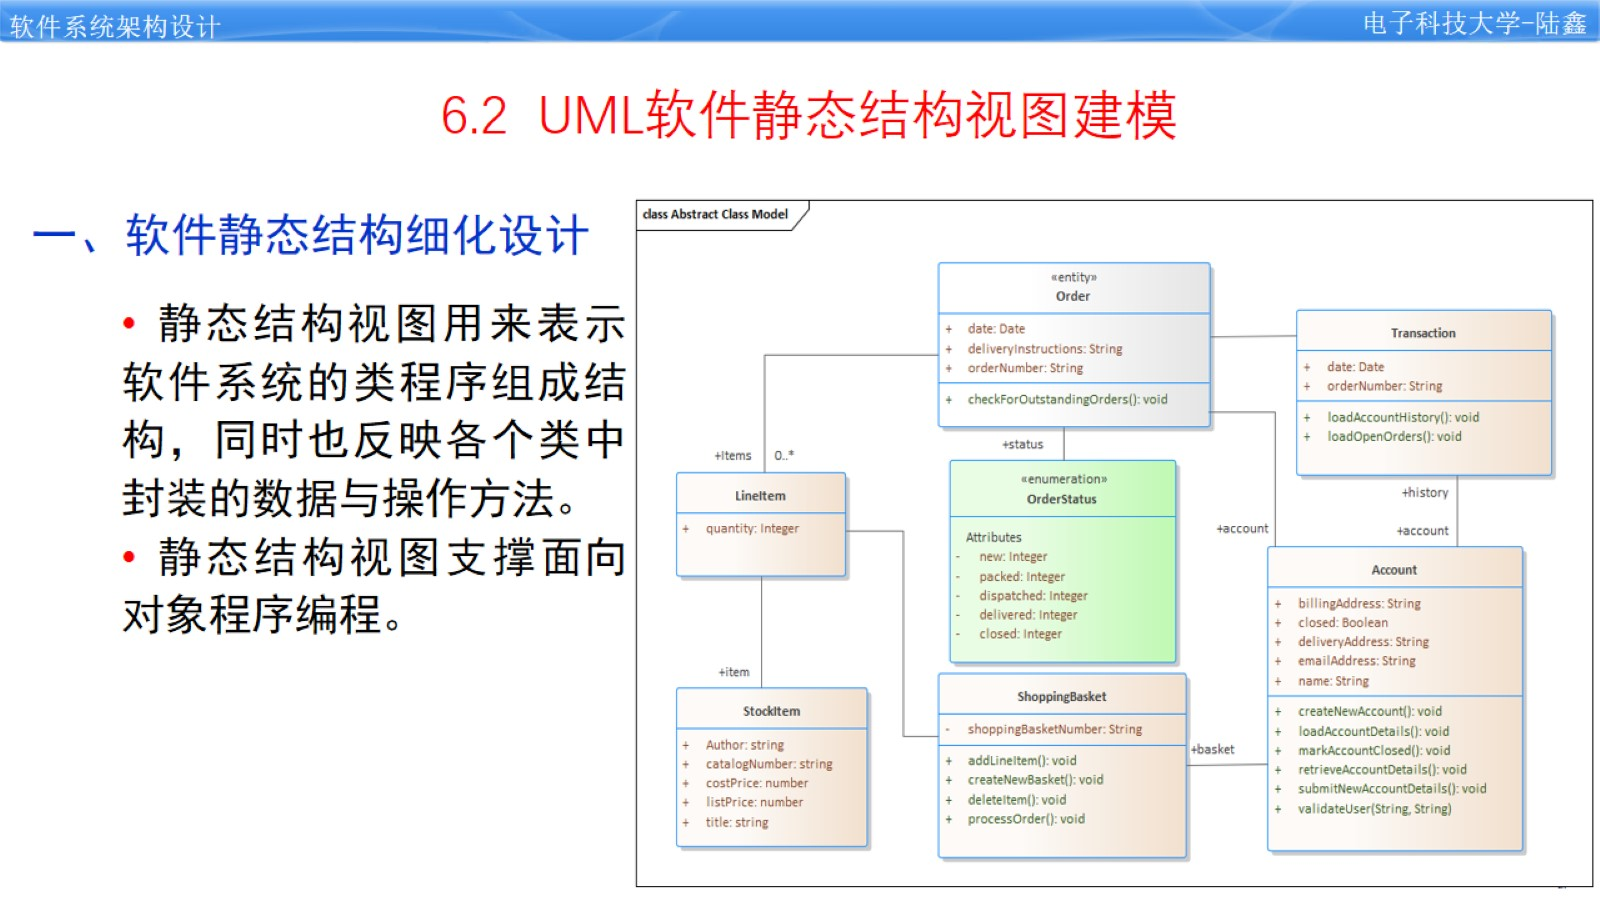 软件系统架构设计
电子科技大学-陆鑫
6.2 UML软件静态结构视图建模
一、软件静态结构细化设计
• 静态结构视图用来表示
软件系统的类程序组成结
构，同时也反映各个类中
封装的数据与操作方法。
• 静态结构视图支撑面向
对象程序编程。
class Abstract Class Model
«entity»
Order
+ date: Date
+ deliveryInstructions: String
+ orderNumber: String
+ checkForOutstandingOrders(): void
Transaction
+ date: Date
+ orderNumber: String
+ loadAccountHistory(): void
+ loadOpenOrders(): void
+status
+Items 0..*
LineItem
+ quantity: Integer
«enumeration»
OrderStatus
Attributes
- new: Integer
- packed: Integer
- dispatched: Integer
- delivered: Integer
- closed: Integer
+history
+account
+account
Account
+ billingAddress: String
+ closed: Boolean
+ deliveryAddress: String
+ emailAddress: String
+ name: String
+ createNewAccount(): void
+ loadAccountDetails(): void
+ markAccountClosed(): void
+ retrieveAccountDetails(): void
+ submitNewAccountDetails(): void
+ validateUser(String, String)
+item
StockItem
+ Author: string
+ catalogNumber: string
+ costPrice: number
+ listPrice: number
+ title: string
ShoppingBasket
- shoppingBasketNumber: String
+ addLineItem(): void
+ createNewBasket(): void
+ deleteItem(): void
+ processOrder(): void
+basket